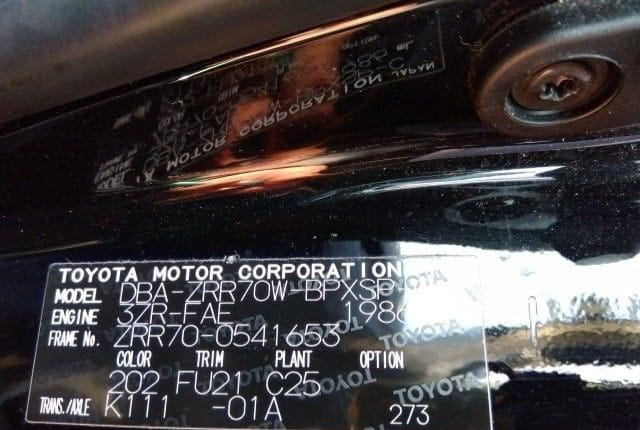 TOYOTA MOTOR CORPORATION
MODEL DBA-ZRR70W-BPXSP
ENGINE 3ZR-FAE 1986
FRAME No. ZRR70-0541653
COLOR TRIM PLANT OPTION
202 FU21 C25
TRANS./AXLE K111 -01A 273